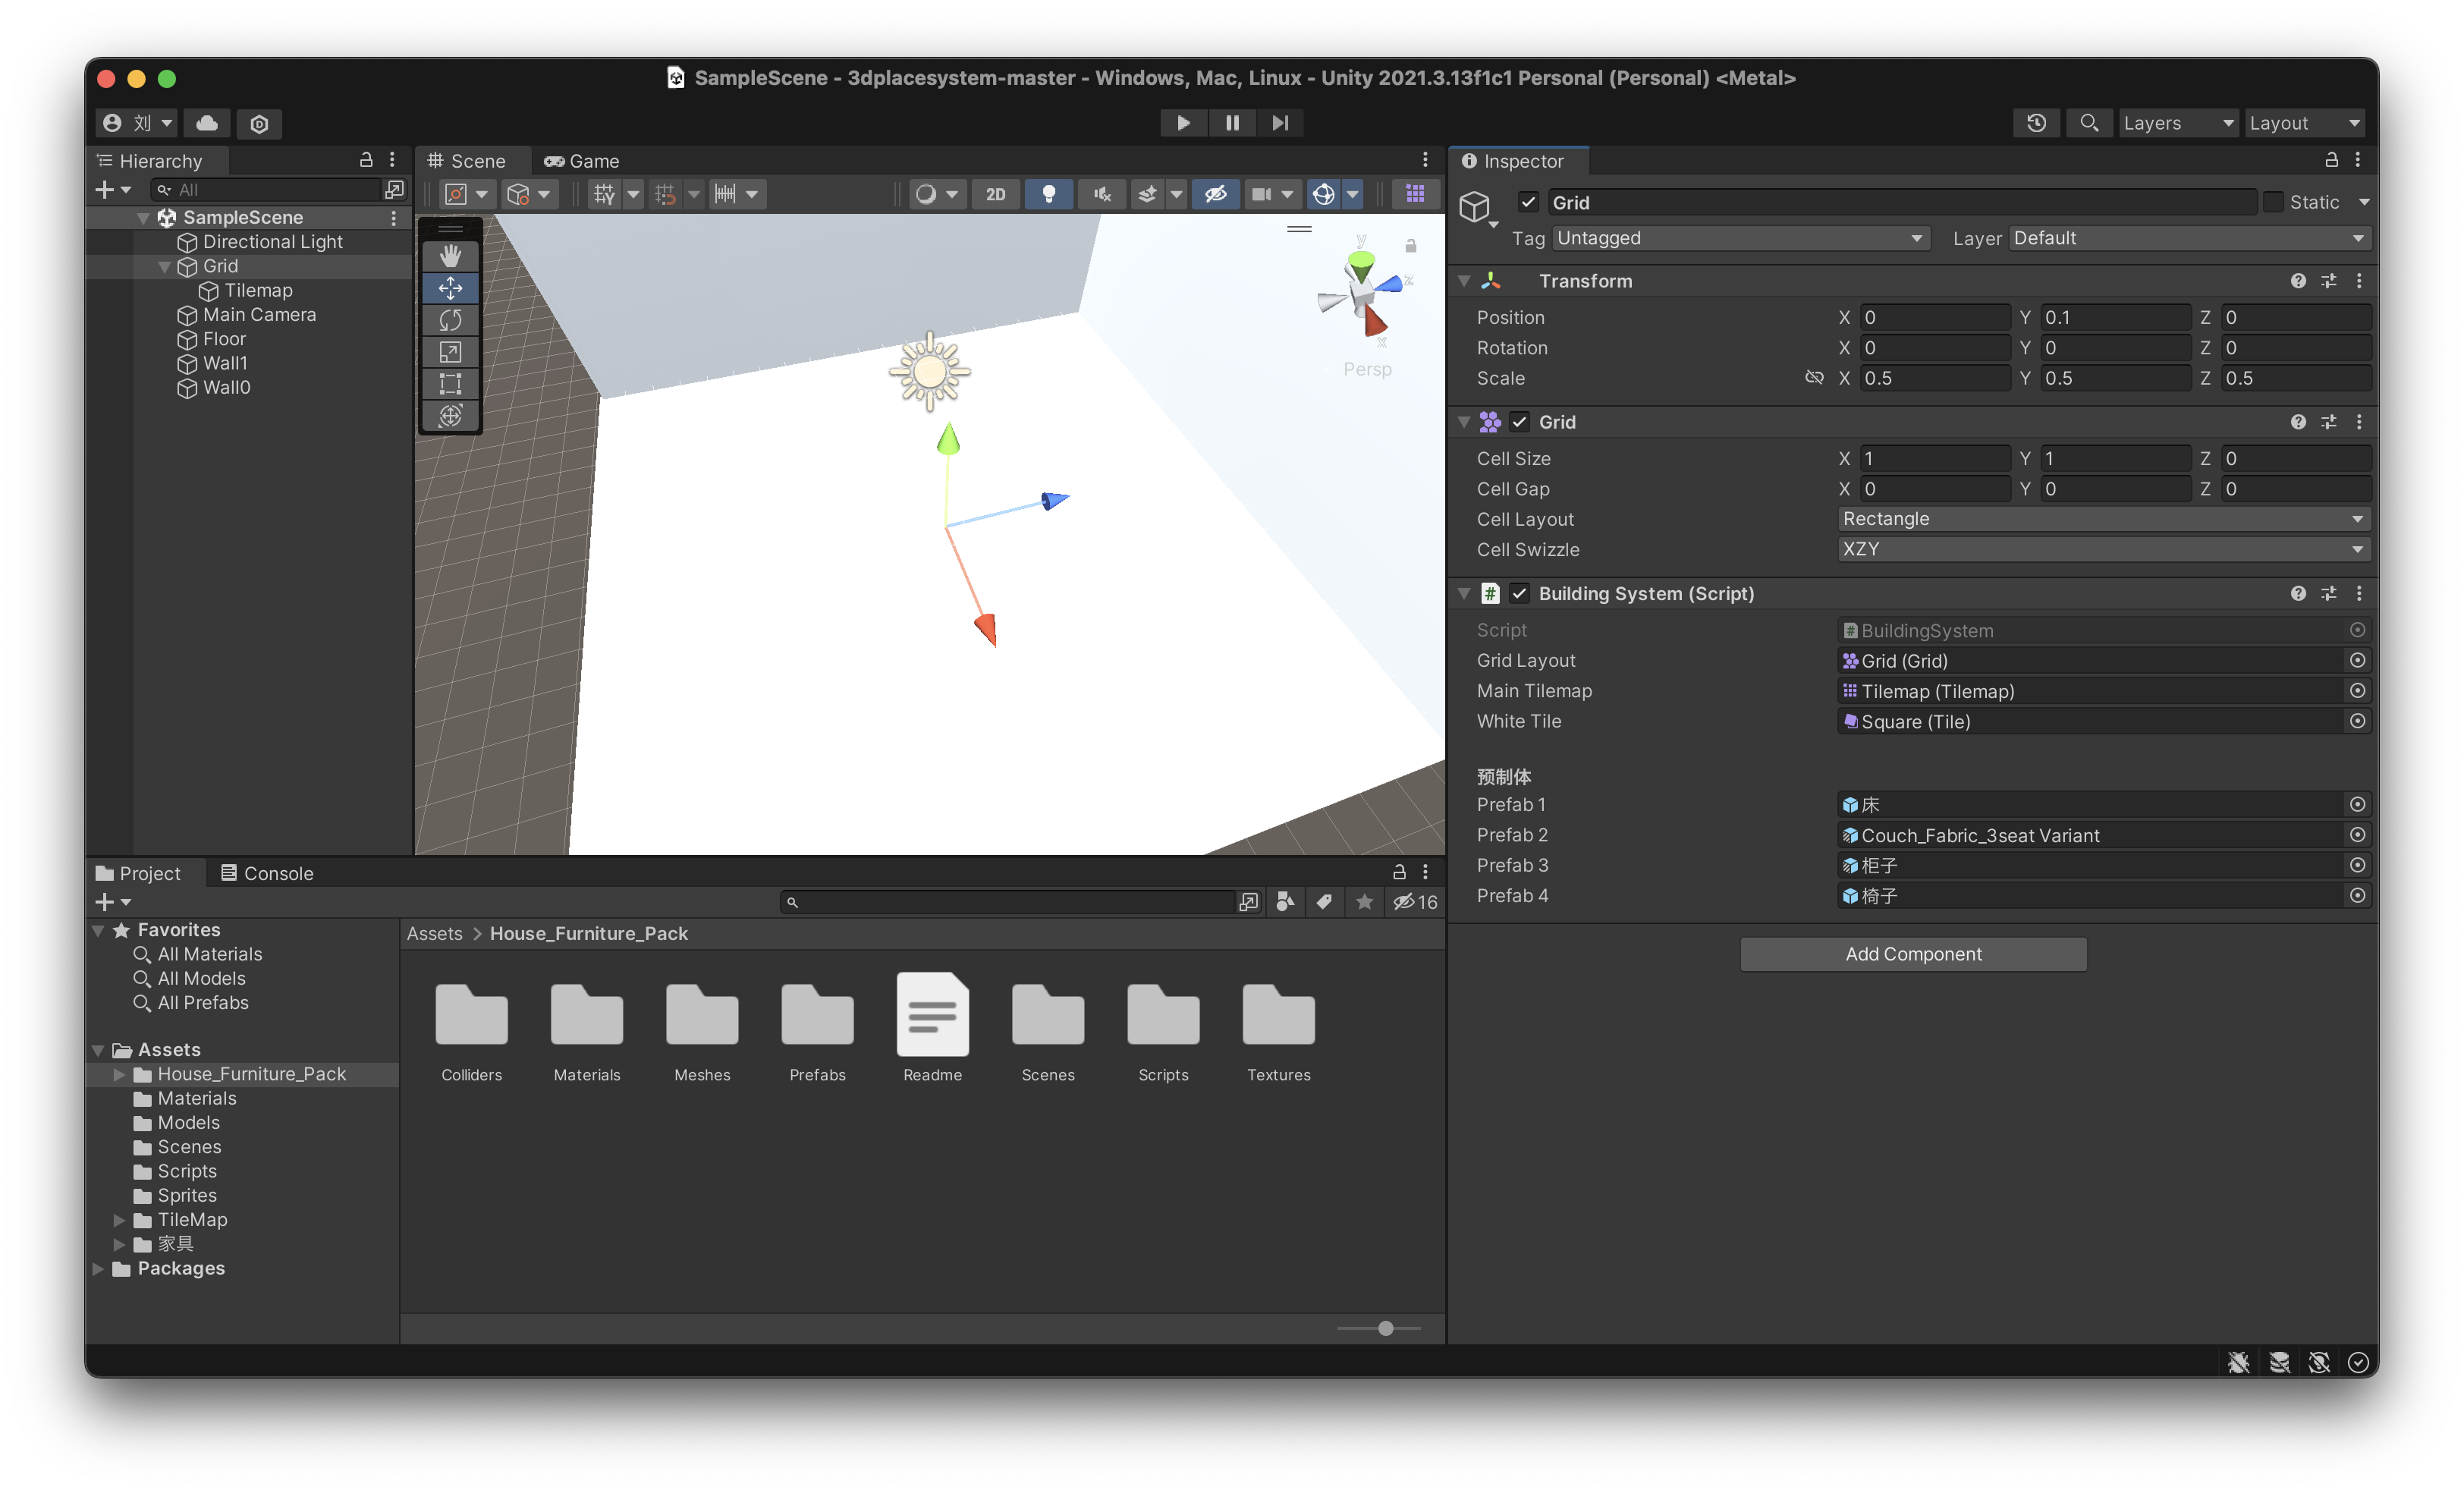 SampleScene - 3dplacesystem-master - Windows, Mac, Linux - Unity 2021.3.13f1c1 Personal (Personal) <Metal>
刘
Layers
Layout
Hierarchy
All
SampleScene
Directional Light
Grid
Tilemap
Main Camera
Floor
Wall1
Wall0
Scene
Game
2D
y
z
x
Persp
Inspector
Grid
Static
Tag Untagged
Layer Default
Transform
Position X 0 Y 0.1 Z 0
Rotation X 0 Y 0 Z 0
Scale X 0.5 Y 0.5 Z 0.5
Grid
Cell Size X 1 Y 1 Z 0
Cell Gap X 0 Y 0 Z 0
Cell Layout Rectangle
Cell Swizzle XZY
Building System (Script)
Script # BuildingSystem
Grid Layout Grid (Grid)
Main Tilemap Tilemap (Tilemap)
White Tile Square (Tile)
预制体
Prefab 1 床
Prefab 2 Couch_Fabric_3seat Variant
Prefab 3 柜子
Prefab 4 椅子
Add Component
Project
Console
16
Favorites
All Materials
All Models
All Prefabs
Assets
House_Furniture_Pack
Materials
Models
Scenes
Scripts
Sprites
TileMap
家具
Packages
Assets > House_Furniture_Pack
Colliders
Materials
Meshes
Prefabs
Readme
Scenes
Scripts
Textures